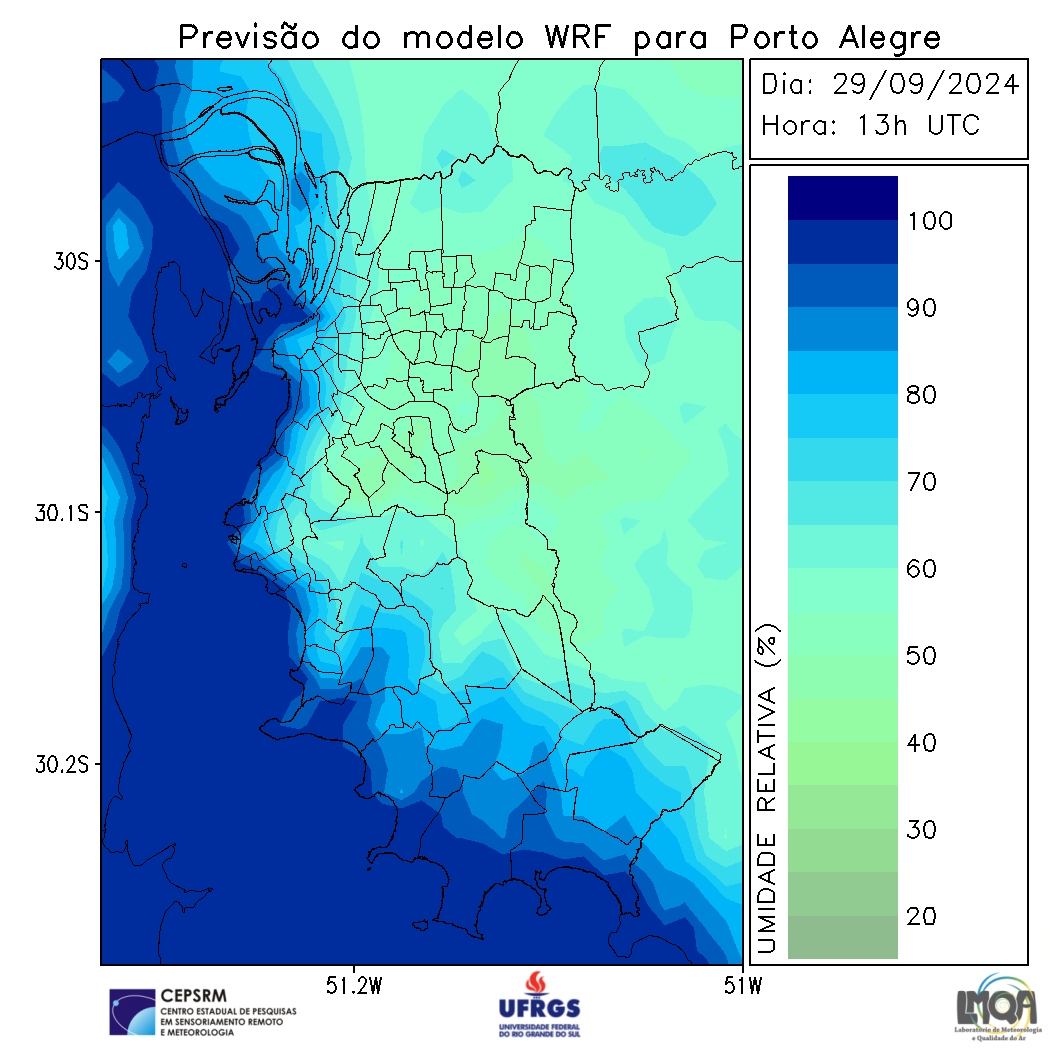 Previsão do modelo WRF para Porto Alegre
Dia: 29/09/2024
Hora: 13h UTC
100
90
80
70
60
50
40
30
20
UMIDADE RELATIVA (%)
30S
30.1S
30.2S
51.2W
51W
CEPSRM
CENTRO ESTADUAL DE PESQUISAS
EM SENSORIAMENTO REMOTO
E METEOROLOGIA
UFRGS
UNIVERSIDADE FEDERAL
DO RIO GRANDE DO SUL
LMQA
Laboratório de Meteorologia
e Qualidade do Ar